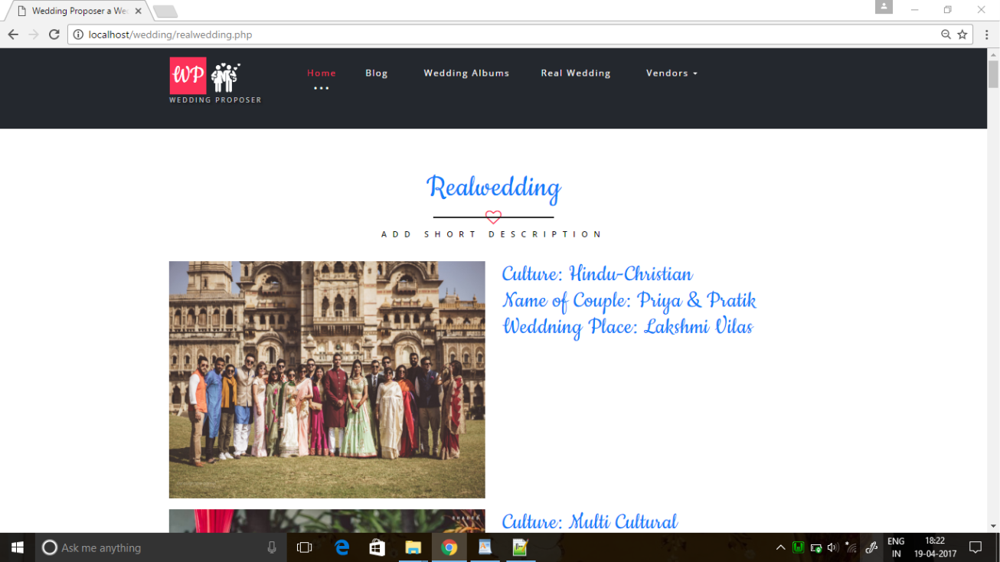 Wedding Proposer a We
localhost/wedding/realwedding.php
WP
WEDDING PROPOSER
Home
Blog
Wedding Albums
Real Wedding
Vendors
Realwedding
ADD SHORT DESCRIPTION
Culture: Hindu-Christian
Name of Couple: Priya & Pratik
Weddning Place: Lakshmi Vilas
Culture: Multi Cultural
Ask me anything
ENG
IN
18:22
19-04-2017